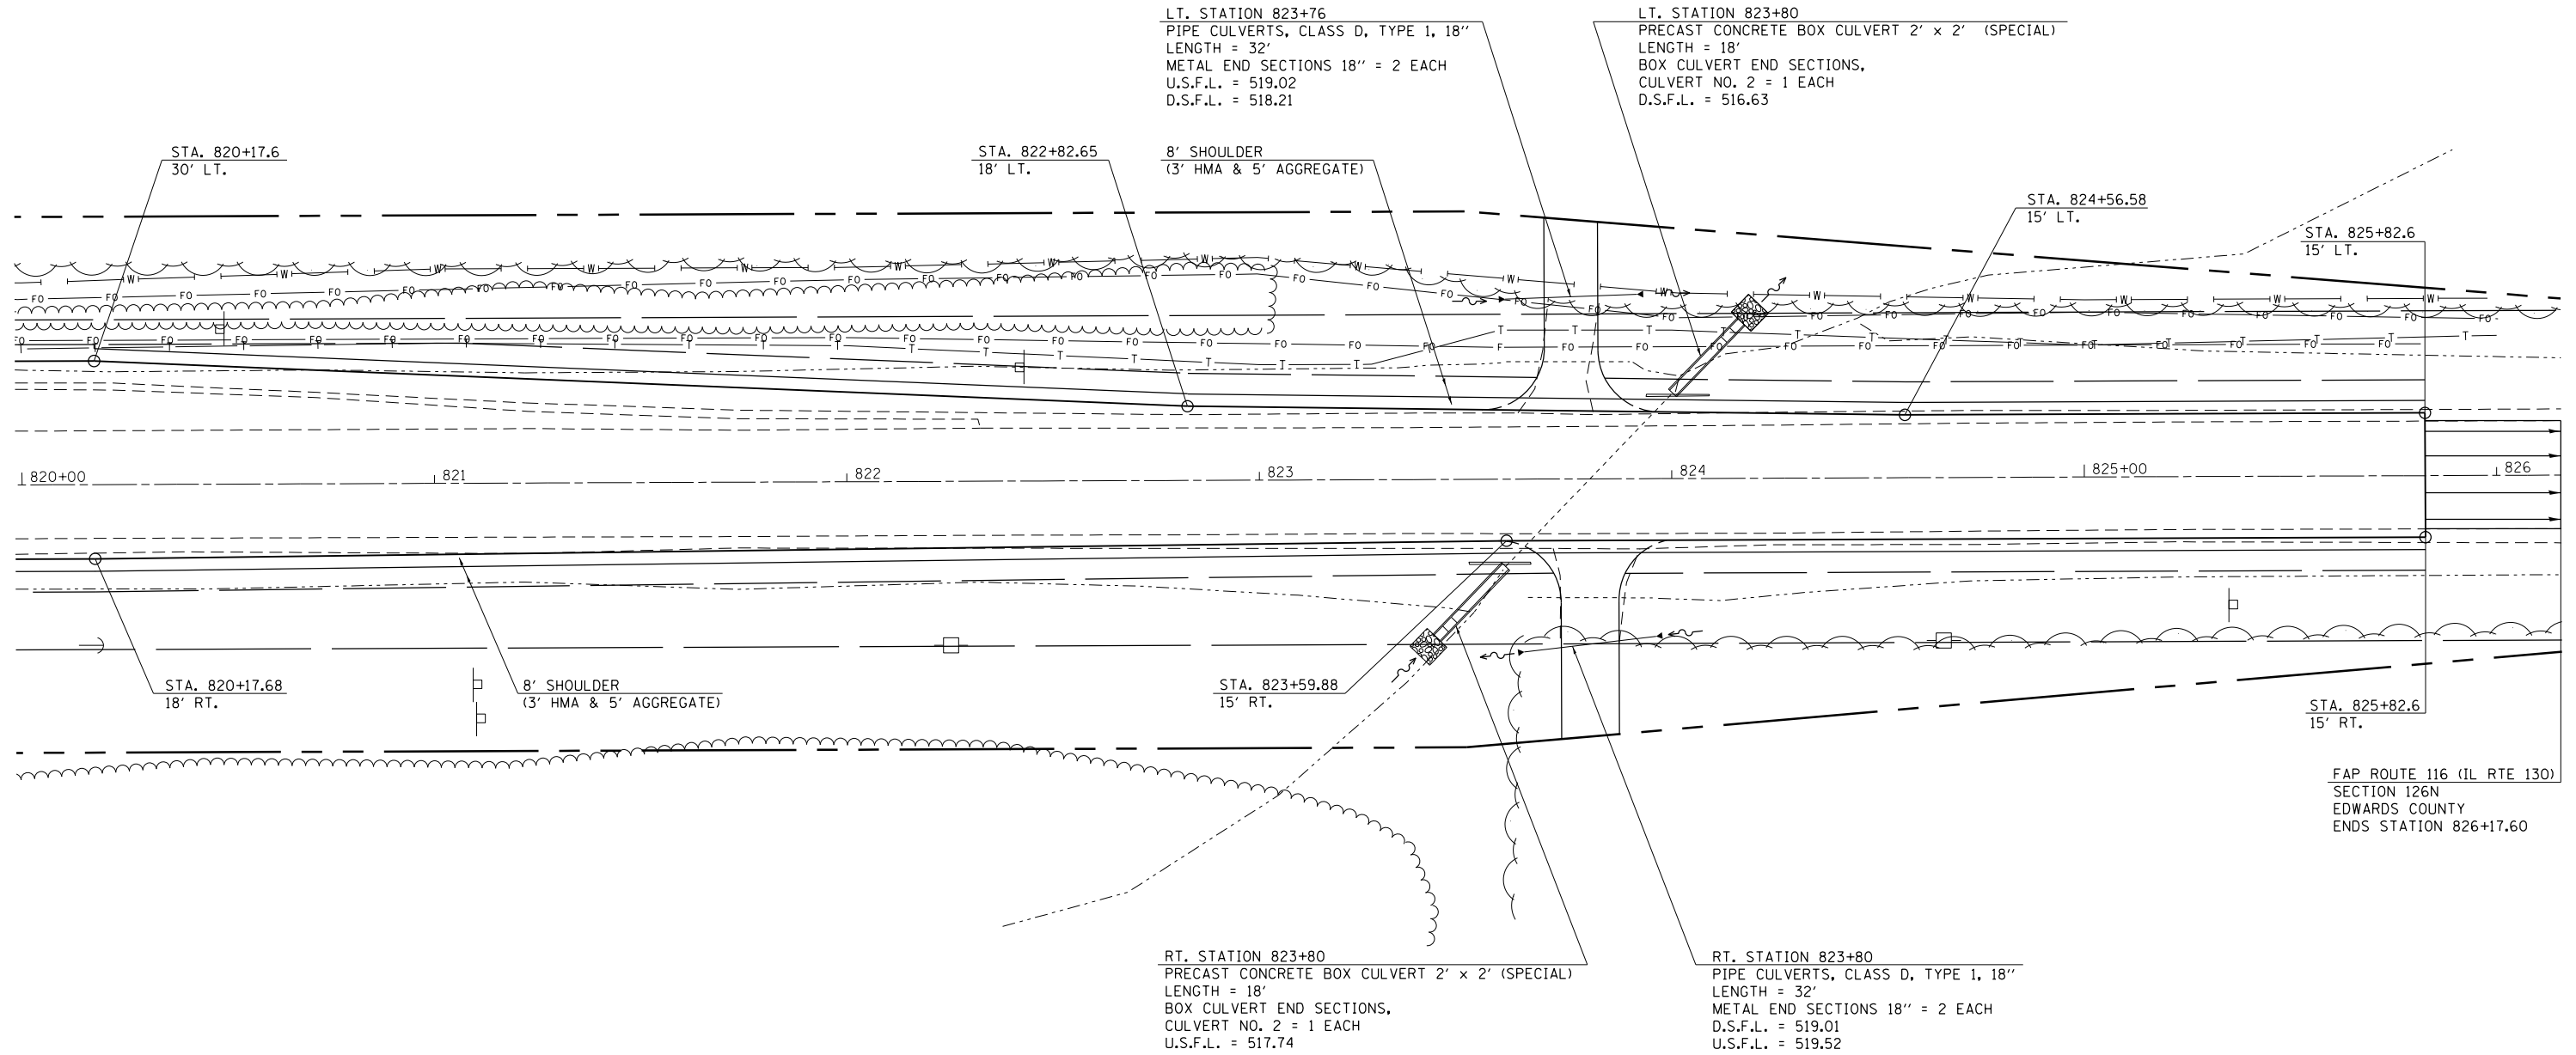 LT. STATION 823+76
PIPE CULVERTS, CLASS D, TYPE 1, 18''
LENGTH = 32'
METAL END SECTIONS 18'' = 2 EACH
U.S.F.L. = 519.02
D.S.F.L. = 518.21
LT. STATION 823+80
PRECAST CONCRETE BOX CULVERT 2' x 2' (SPECIAL)
LENGTH = 18'
BOX CULVERT END SECTIONS,
CULVERT NO. 2 = 1 EACH
D.S.F.L. = 516.63
STA. 820+17.6
30' LT.
STA. 822+82.65
18' LT.
8' SHOULDER
(3' HMA & 5' AGGREGATE)
STA. 824+56.58
15' LT.
STA. 825+82.6
15' LT.
820+00
821
822
823
824
825+00
826
STA. 820+17.68
18' RT.
8' SHOULDER
(3' HMA & 5' AGGREGATE)
STA. 823+59.88
15' RT.
STA. 825+82.6
15' RT.
FAP ROUTE 116 (IL RTE 130)
SECTION 126N
EDWARDS COUNTY
ENDS STATION 826+17.60
RT. STATION 823+80
PRECAST CONCRETE BOX CULVERT 2' x 2' (SPECIAL)
LENGTH = 18'
BOX CULVERT END SECTIONS,
CULVERT NO. 2 = 1 EACH
U.S.F.L. = 517.74
RT. STATION 823+80
PIPE CULVERTS, CLASS D, TYPE 1, 18''
LENGTH = 32'
METAL END SECTIONS 18'' = 2 EACH
D.S.F.L. = 519.01
U.S.F.L. = 519.52